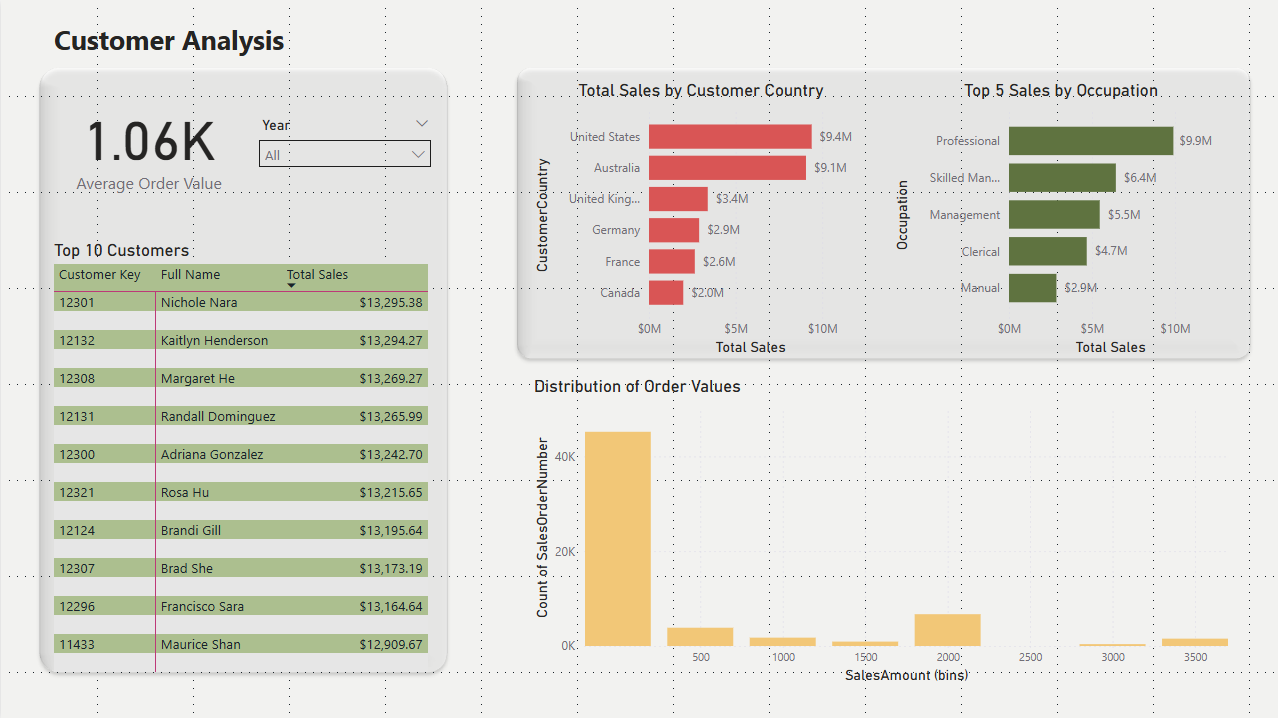 Customer Analysis
1.06K
Average Order Value
Year
All
Top 10 Customers
Customer Key Full Name Total Sales
12301 Nichole Nara $13,295.38
12132 Kaitlyn Henderson $13,294.27
12308 Margaret He $13,269.27
12131 Randall Dominguez $13,265.99
12300 Adriana Gonzalez $13,242.70
12321 Rosa Hu $13,215.65
12124 Brandi Gill $13,195.64
12307 Brad She $13,173.19
12296 Francisco Sara $13,164.64
11433 Maurice Shan $12,909.67
Total Sales by Customer Country
CustomerCountry
United States $9.4M
Australia $9.1M
United King... $3.4M
Germany $2.9M
France $2.6M
Canada $2.0M
$0M $5M $10M
Total Sales
Top 5 Sales by Occupation
Occupation
Professional $9.9M
Skilled Man... $6.4M
Management $5.5M
Clerical $4.7M
Manual $2.9M
$0M $5M $10M
Total Sales
Distribution of Order Values
Count of SalesOrderNumber
40K
20K
0K
500 1000 1500 2000 2500 3000 3500
SalesAmount (bins)